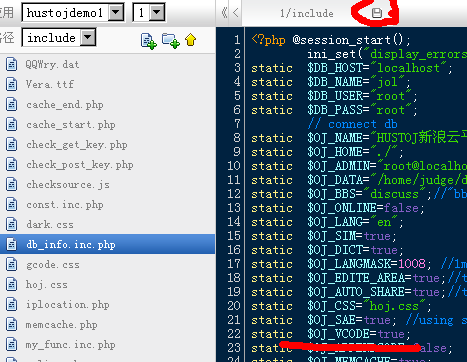 应用 hustojdemo1 1
路径 include
QQWry.dat
Vera.ttf
cache_end.php
cache_start.php
check_get_key.php
check_post_key.php
checksource.js
const.inc.php
dark.css
db_info.inc.php
gcode.css
hoj.css
iplocation.php
memcache.php
my_func.inc.php
1/include
1 <?php @session_start();
2 ini_set("display_errors
3 static $DB_HOST="localhost";
4 static $DB_NAME="jol";
5 static $DB_USER="root";
6 static $DB_PASS="root";
7 // connect db
8 static $OJ_NAME="HUSTOJ新浪云平
9 static $OJ_HOME="./";
10 static $OJ_ADMIN="root@localho
11 static $OJ_DATA="/home/judge/d
12 static $OJ_BBS="discuss";//"bb
13 static $OJ_ONLINE=false;
14 static $OJ_LANG="en";
15 static $OJ_SIM=true;
16 static $OJ_DICT=true;
17 static $OJ_LANGMASK=1008; //1m
18 static $OJ_EDITE_AREA=true;//t
19 static $OJ_AUTO_SHARE=true;//t
20 static $OJ_CSS="hoj.css";
21 static $OJ_SAE=true; //using s
22 static $OJ_VCODE=true;
23 static false;
24 static $OJ_MEMCACHE=true;